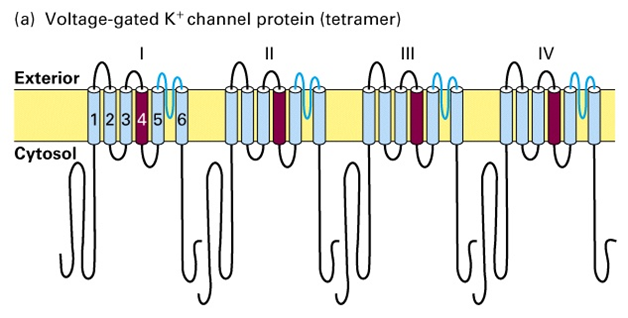 (a) Voltage-gated K⁺ channel protein (tetramer)
I II III IV
Exterior
1 2 3 4 5 6
Cytosol